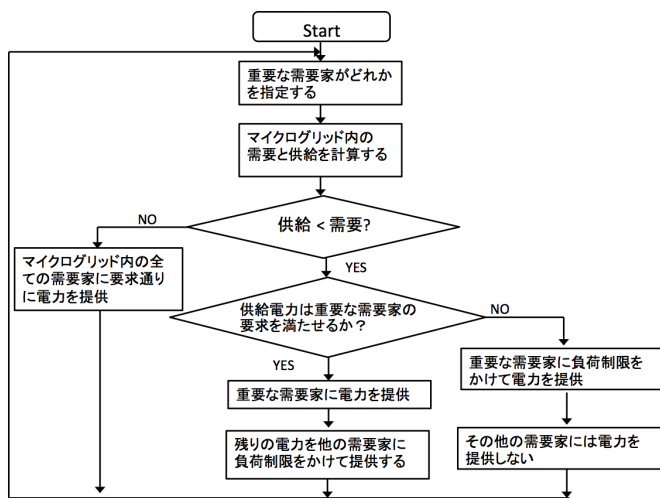 Start
重要な需要家がどれか
を指定する
マイクログリッド内の
需要と供給を計算する
供給 < 需要?
NO
YES
マイクログリッド内の全
ての需要家に要求通り
に電力を提供
供給電力は重要な需要家の
要求を満たせるか？
NO
YES
重要な需要家に負荷制限を
かけて電力を提供
重要な需要家に電力を提供
残りの電力を他の需要家に
負荷制限をかけて提供する
その他の需要家には電力を
提供しない